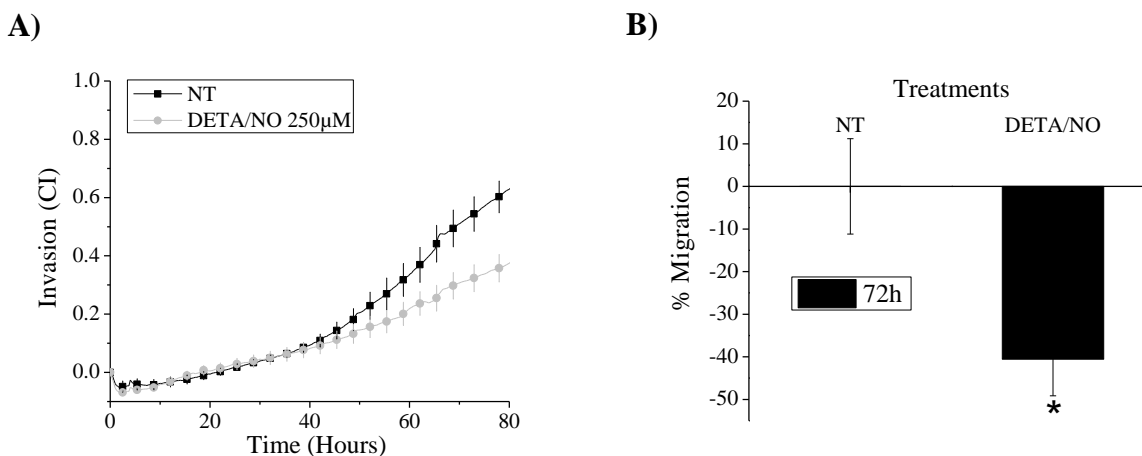 A)
NT
DETA/NO 250μM
1.0
0.8
0.6
0.4
0.2
0.0
Invasion (CI)
0 20 40 60 80
Time (Hours)
B)
Treatments
NT DETA/NO
20
10
0
-10
-20
-30
-40
-50
% Migration
72h
*